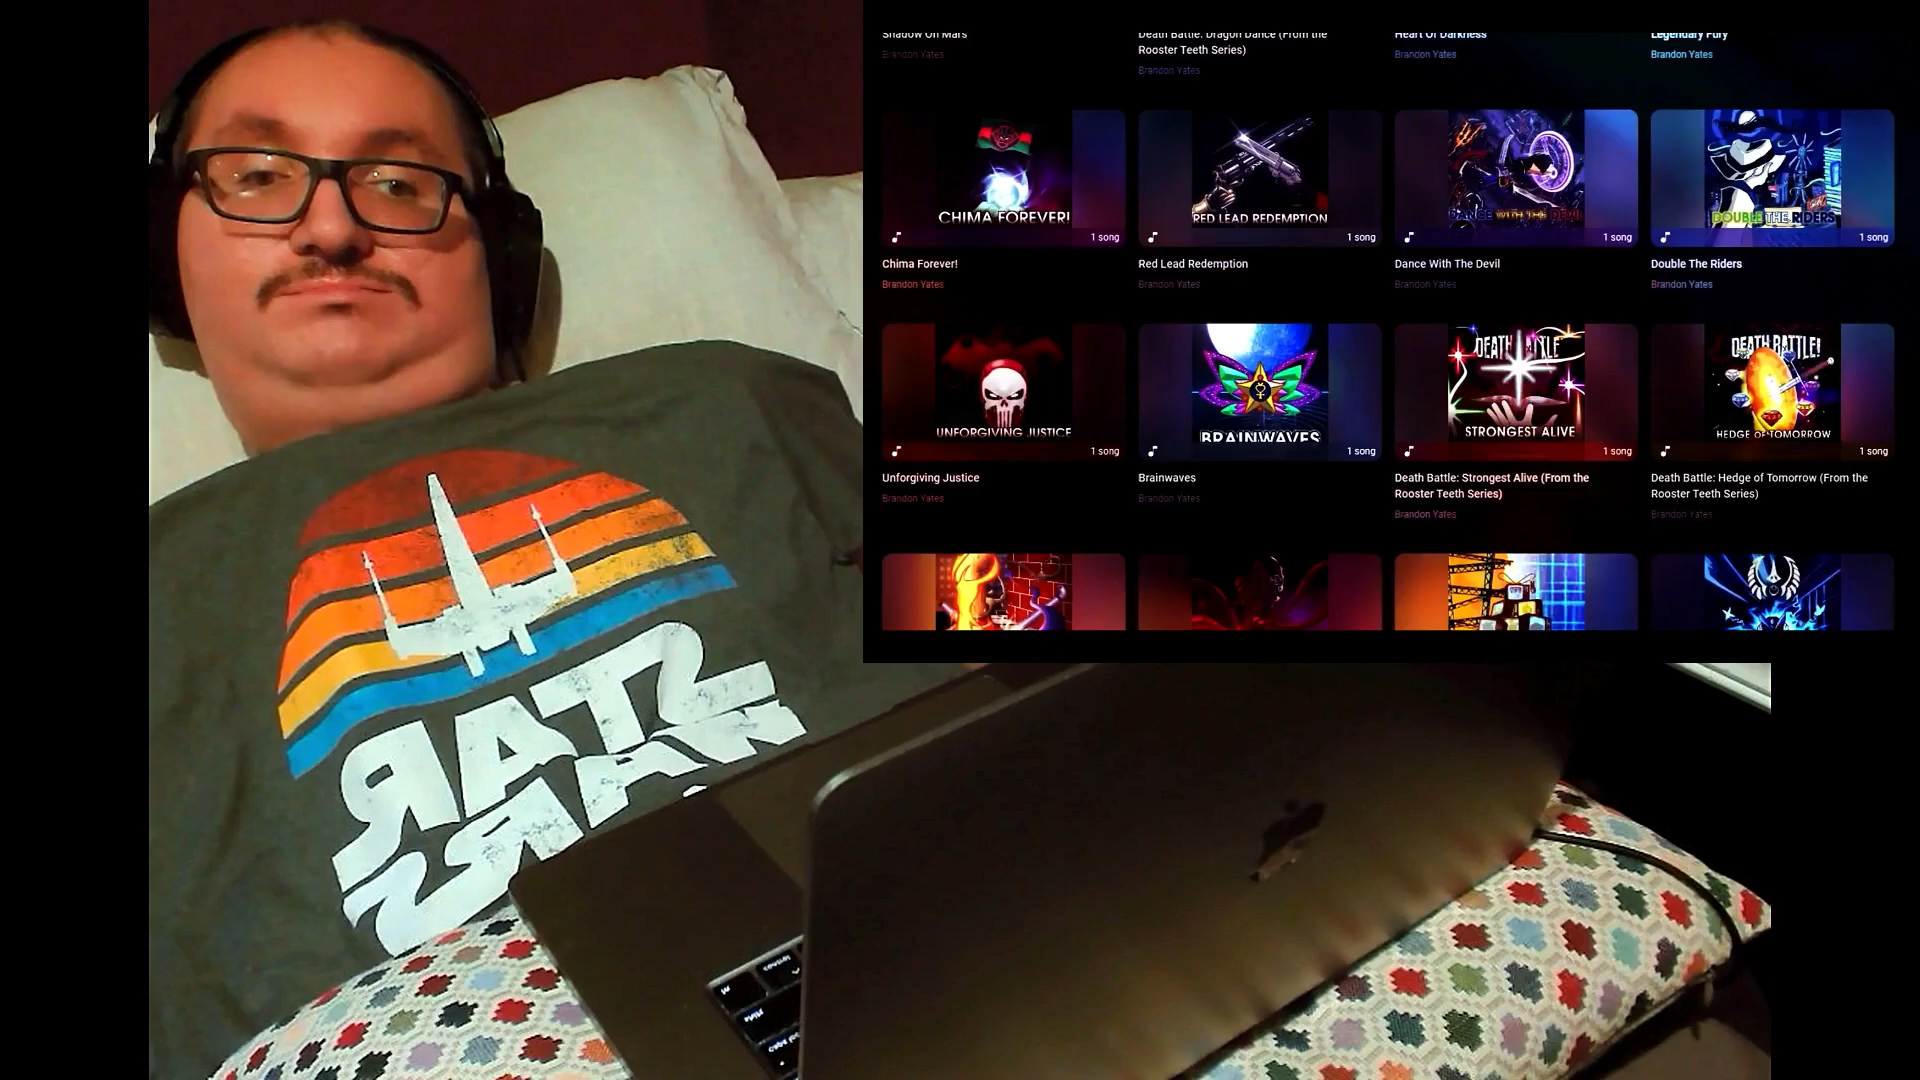 Shadow On Mars
Brandon Yates
Death Battle: Dragon Dance (From the
Rooster Teeth Series)
Brandon Yates
Heart Of Darkness
Brandon Yates
Legendary Fury
Brandon Yates
CHIMA FOREVER!
1 song
Chima Forever!
Brandon Yates
RED LEAD REDEMPTION
1 song
Red Lead Redemption
Brandon Yates
DANCE WITH THE DEVIL
1 song
Dance With The Devil
Brandon Yates
DOUBLE THE RIDERS
1 song
Double The Riders
Brandon Yates
UNFORGIVING JUSTICE
1 song
Unforgiving Justice
Brandon Yates
BRAINWAVES
1 song
Brainwaves
Brandon Yates
DEATH BATTLE
STRONGEST ALIVE
1 song
Death Battle: Strongest Alive (From the
Rooster Teeth Series)
Brandon Yates
DEATH BATTLE!
HEDGE OF TOMORROW
1 song
Death Battle: Hedge of Tomorrow (From the
Rooster Teeth Series)
Brandon Yates
STAR
WARS